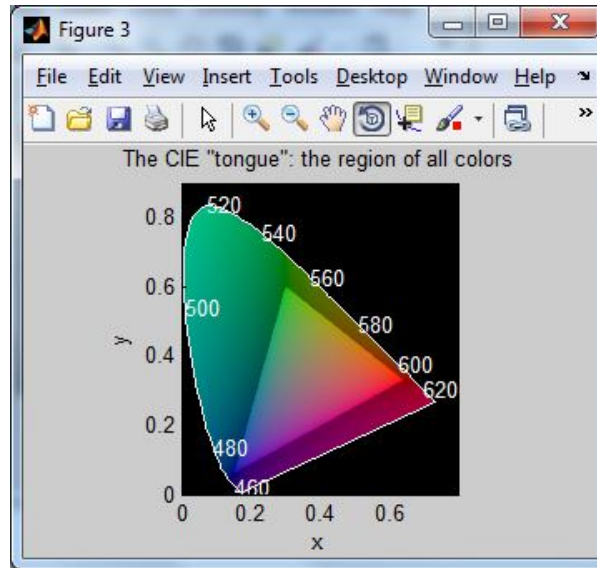 Figure 3
File Edit View Insert Tools Desktop Window Help
The CIE "tongue": the region of all colors
0.8
0.6
0.4
0.2
0
y
520
540
560
500
580
600
620
480
460
0 0.2 0.4 0.6
x